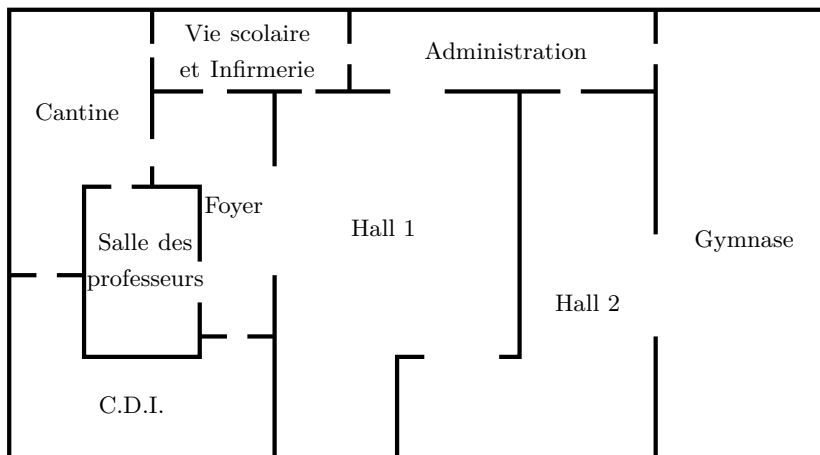 Vie scolaire
et Infirmerie
Administration
Cantine
Foyer
Hall 1
Salle des
professeurs
Gymnase
Hall 2
C.D.I.